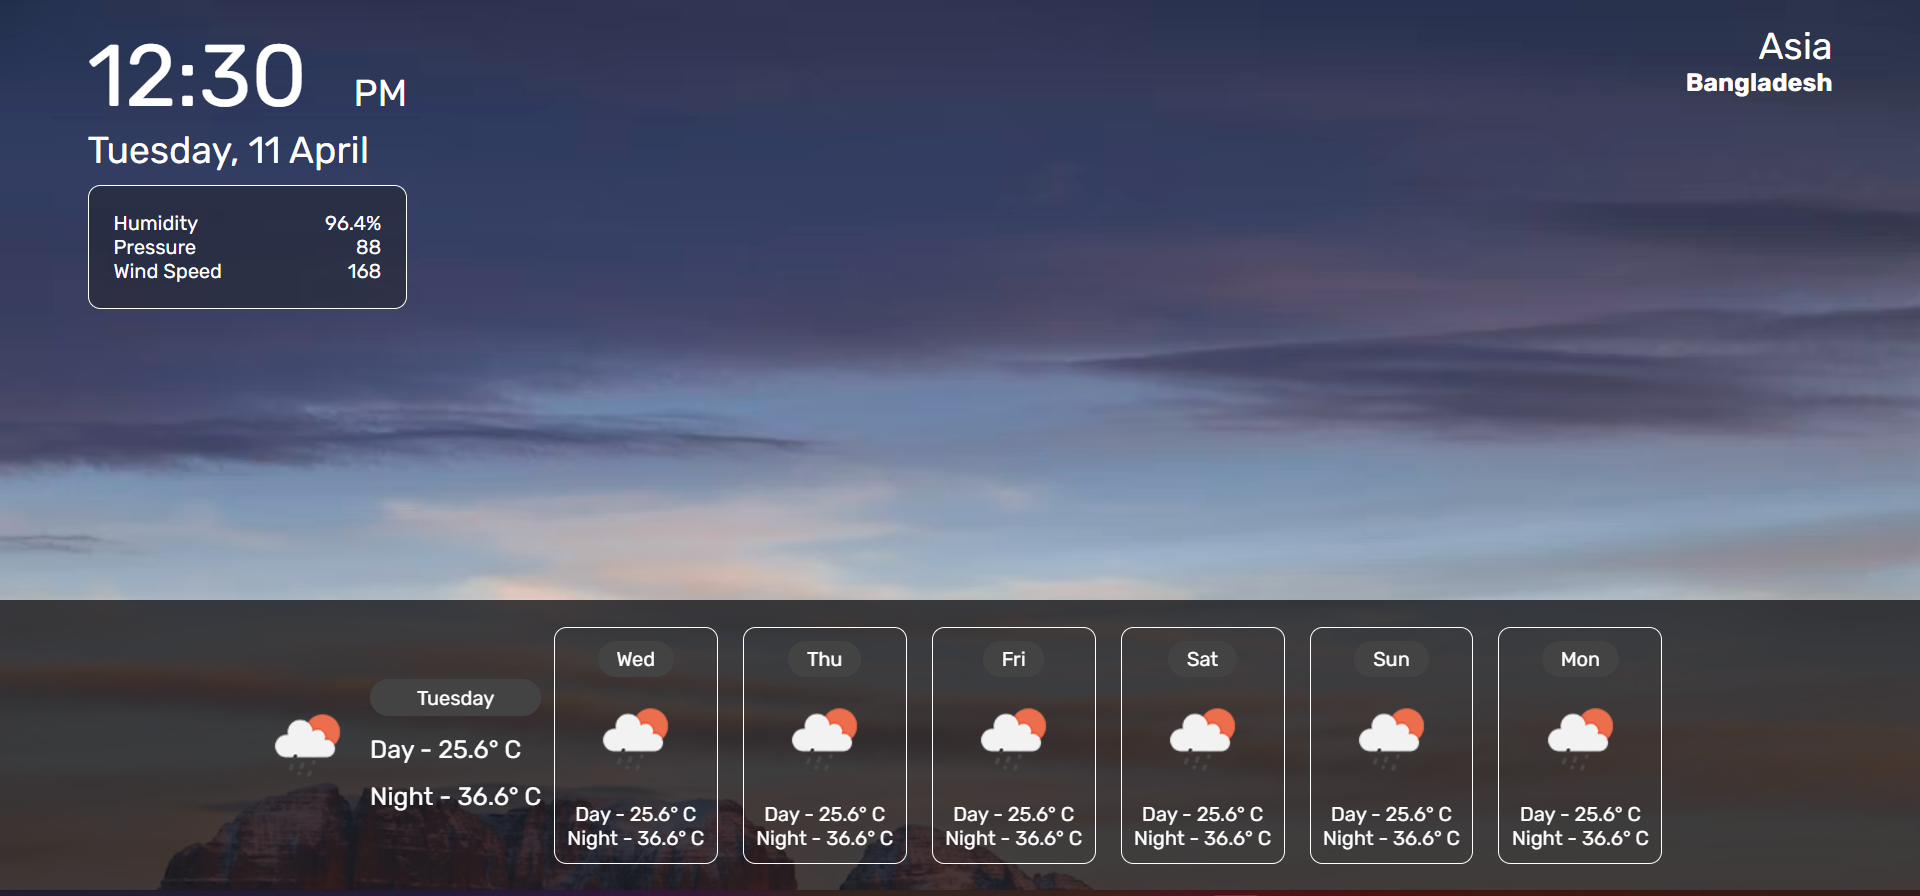 12:30 PM
Tuesday, 11 April
Humidity 96.4%
Pressure 88
Wind Speed 168
Asia
Bangladesh
Tuesday
Day - 25.6° C
Night - 36.6° C
Wed
Day - 25.6° C
Night - 36.6° C
Thu
Day - 25.6° C
Night - 36.6° C
Fri
Day - 25.6° C
Night - 36.6° C
Sat
Day - 25.6° C
Night - 36.6° C
Sun
Day - 25.6° C
Night - 36.6° C
Mon
Day - 25.6° C
Night - 36.6° C